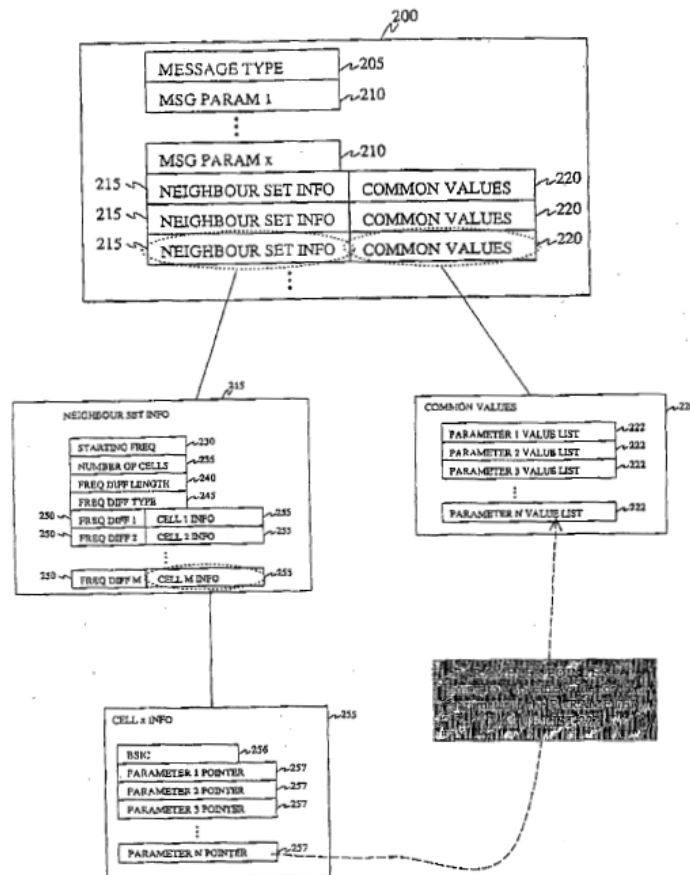 200
MESSAGE TYPE 205
MSG PARAM 1 210
MSG PARAM x 210
215 NEIGHBOUR SET INFO COMMON VALUES 220
215 NEIGHBOUR SET INFO COMMON VALUES 220
215 NEIGHBOUR SET INFO COMMON VALUES 220
215
NEIGHBOUR SET INFO
STARTING FREQ 230
NUMBER OF CELLS 235
FREQ DIFF LENGTH 240
FREQ DIFF TYPE 245
250 FREQ DIFF 1 CELL 1 INFO 255
250 FREQ DIFF 2 CELL 2 INFO 255
250 FREQ DIFF M CELL M INFO 255
COMMON VALUES
PARAMETER 1 VALUE LIST 222
PARAMETER 2 VALUE LIST 222
PARAMETER 3 VALUE LIST 222
PARAMETER N VALUE LIST 222
CELL x INFO 255
BSIC 256
PARAMETER 1 POINTER 257
PARAMETER 2 POINTER 257
PARAMETER 3 POINTER 257
PARAMETER N POINTER 257